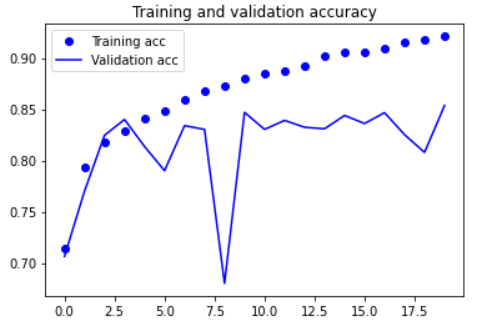 Training and validation accuracy
Training acc
Validation acc
0.90
0.85
0.80
0.75
0.70
0.0 2.5 5.0 7.5 10.0 12.5 15.0 17.5